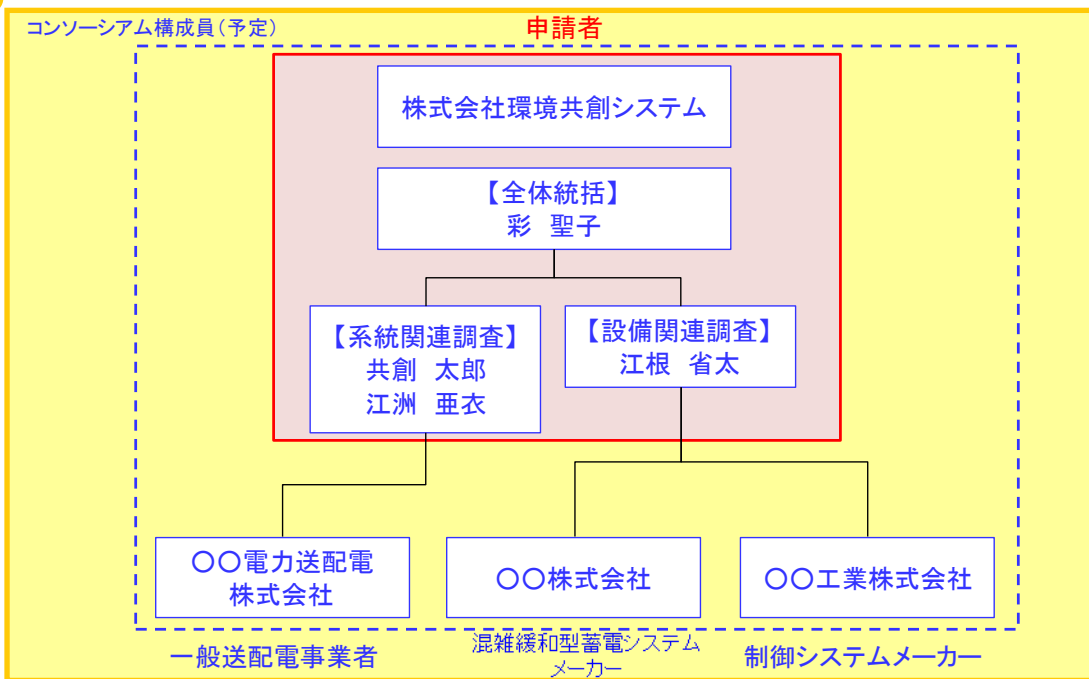 コンソーシアム構成員（予定）
申請者
株式会社環境共創システム
【全体統括】
彩　聖子
【系統関連調査】
共創　太郎
江洲　亜衣
【設備関連調査】
江根　省太
〇〇電力送配電
株式会社
〇〇株式会社
〇〇工業株式会社
一般送配電事業者
混雑緩和型蓄電システム
メーカー
制御システムメーカー